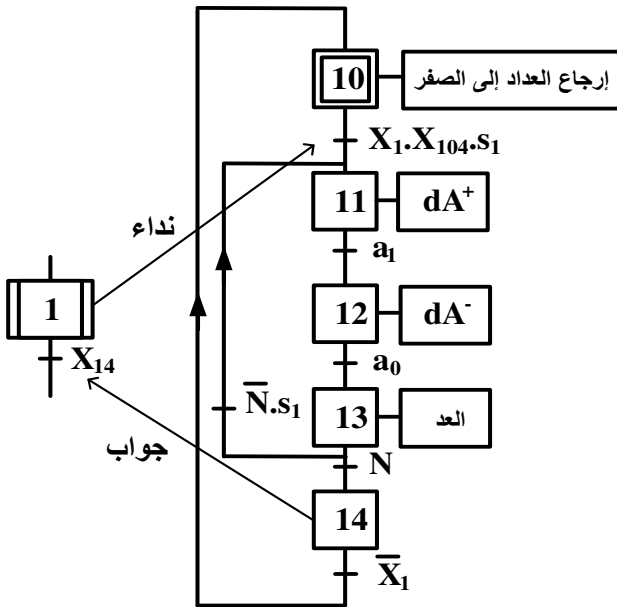 10
إرجاع العداد إلى الصفر
X₁.X₁₀₄.s₁
11
dA⁺
نداء
a₁
1
12
dA⁻
X₁₄
a₀
N̅.s₁
13
العد
جواب
N
14
X̅₁